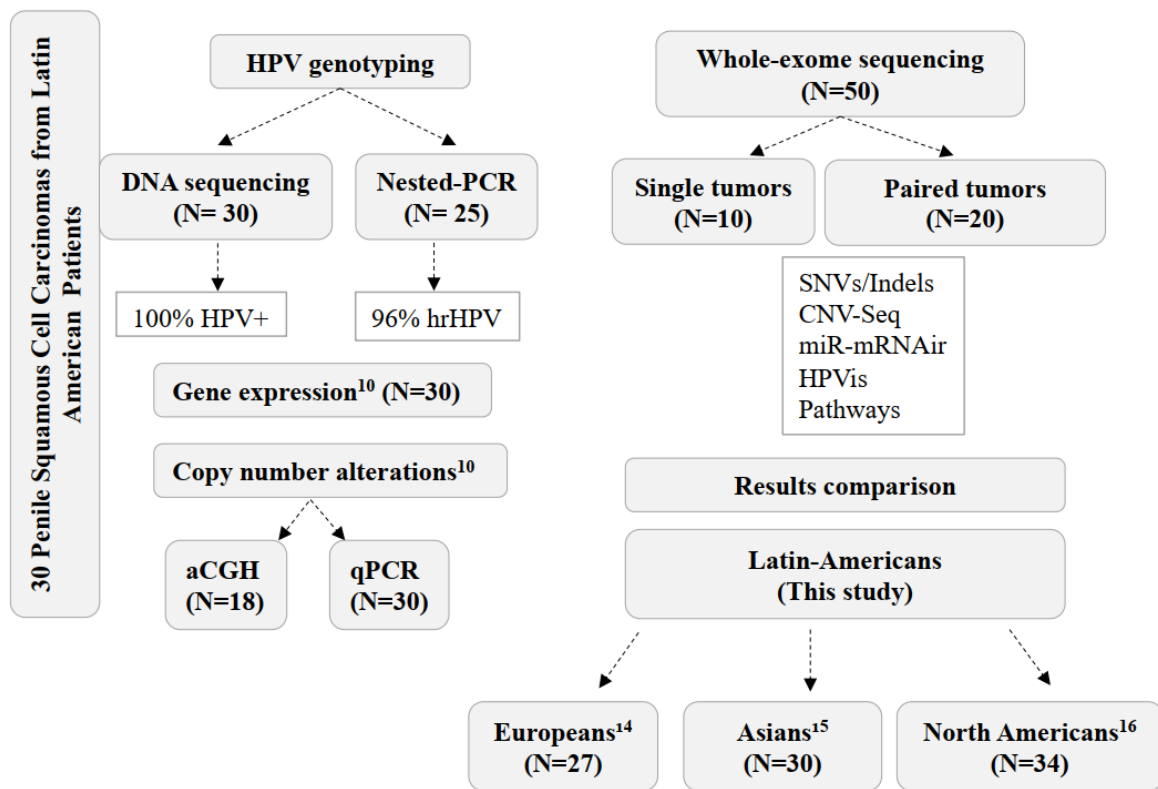 30 Penile Squamous Cell Carcinomas from Latin
American Patients
HPV genotyping
DNA sequencing
(N= 30)
Nested-PCR
(N= 25)
100% HPV+
96% hrHPV
Gene expression¹⁰ (N=30)
Copy number alterations¹⁰
aCGH
(N=18)
qPCR
(N=30)
Whole-exome sequencing
(N=50)
Single tumors
(N=10)
Paired tumors
(N=20)
SNVs/Indels
CNV-Seq
miR-mRNAir
HPVis
Pathways
Results comparison
Latin-Americans
(This study)
Europeans¹⁴
(N=27)
Asians¹⁵
(N=30)
North Americans¹⁶
(N=34)